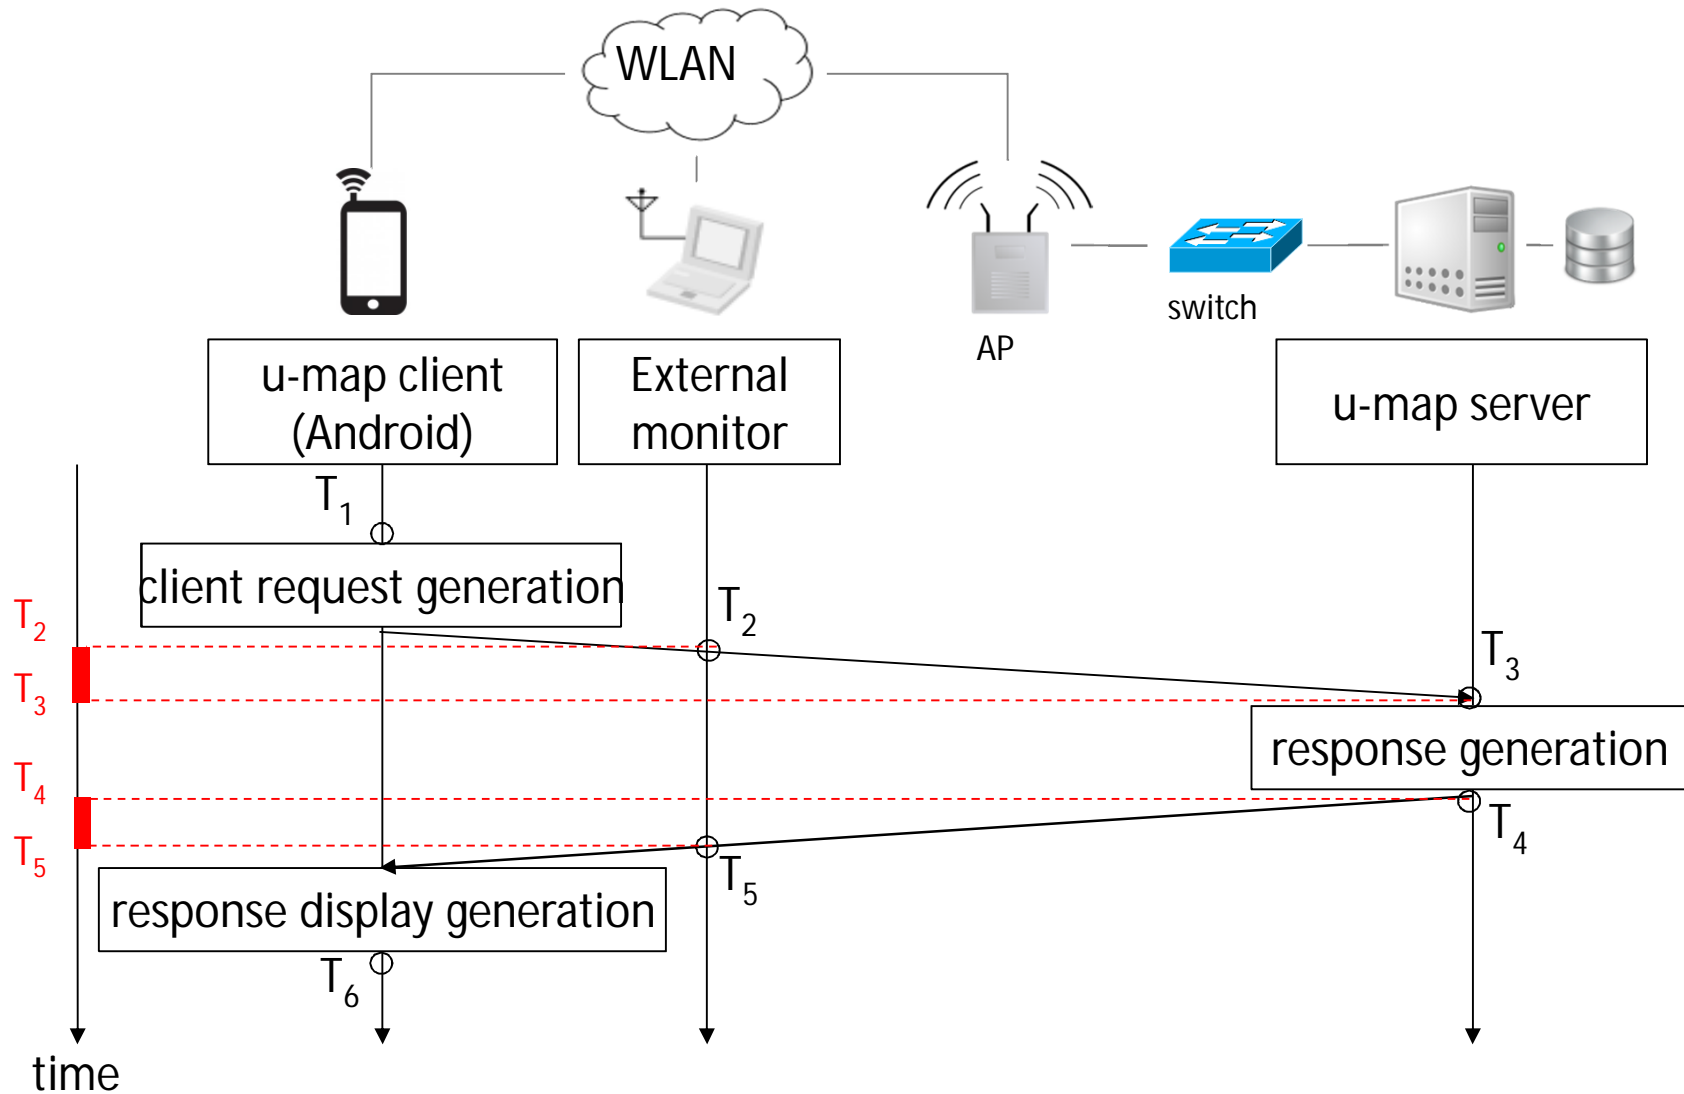 WLAN
switch
AP
u-map client
(Android)
External
monitor
u-map server
T1
client request generation
T2
T2
T3
T3
response generation
T4
T4
T5
T5
response display generation
T6
time